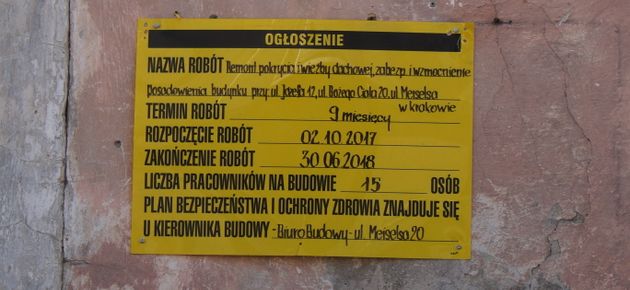 OGŁOSZENIE
NAZWA ROBÓT Remont pokrycia i więźby dachowej, zabezp. i wzmocnienie
posadowienia budynku przy: ul. Józefa 12, ul. Bożego Ciała 20, ul. Meiselsa
w Krakowie
TERMIN ROBÓT 9 miesięcy
ROZPOCZĘCIE ROBÓT 02.10.2017
ZAKOŃCZENIE ROBÓT 30.06.2018
LICZBA PRACOWNIKÓW NA BUDOWIE 15 OSÓB
PLAN BEZPIECZEŃSTWA I OCHRONY ZDROWIA ZNAJDUJE SIĘ
U KIEROWNIKA BUDOWY - Biuro Budowy - ul. Meiselsa 20